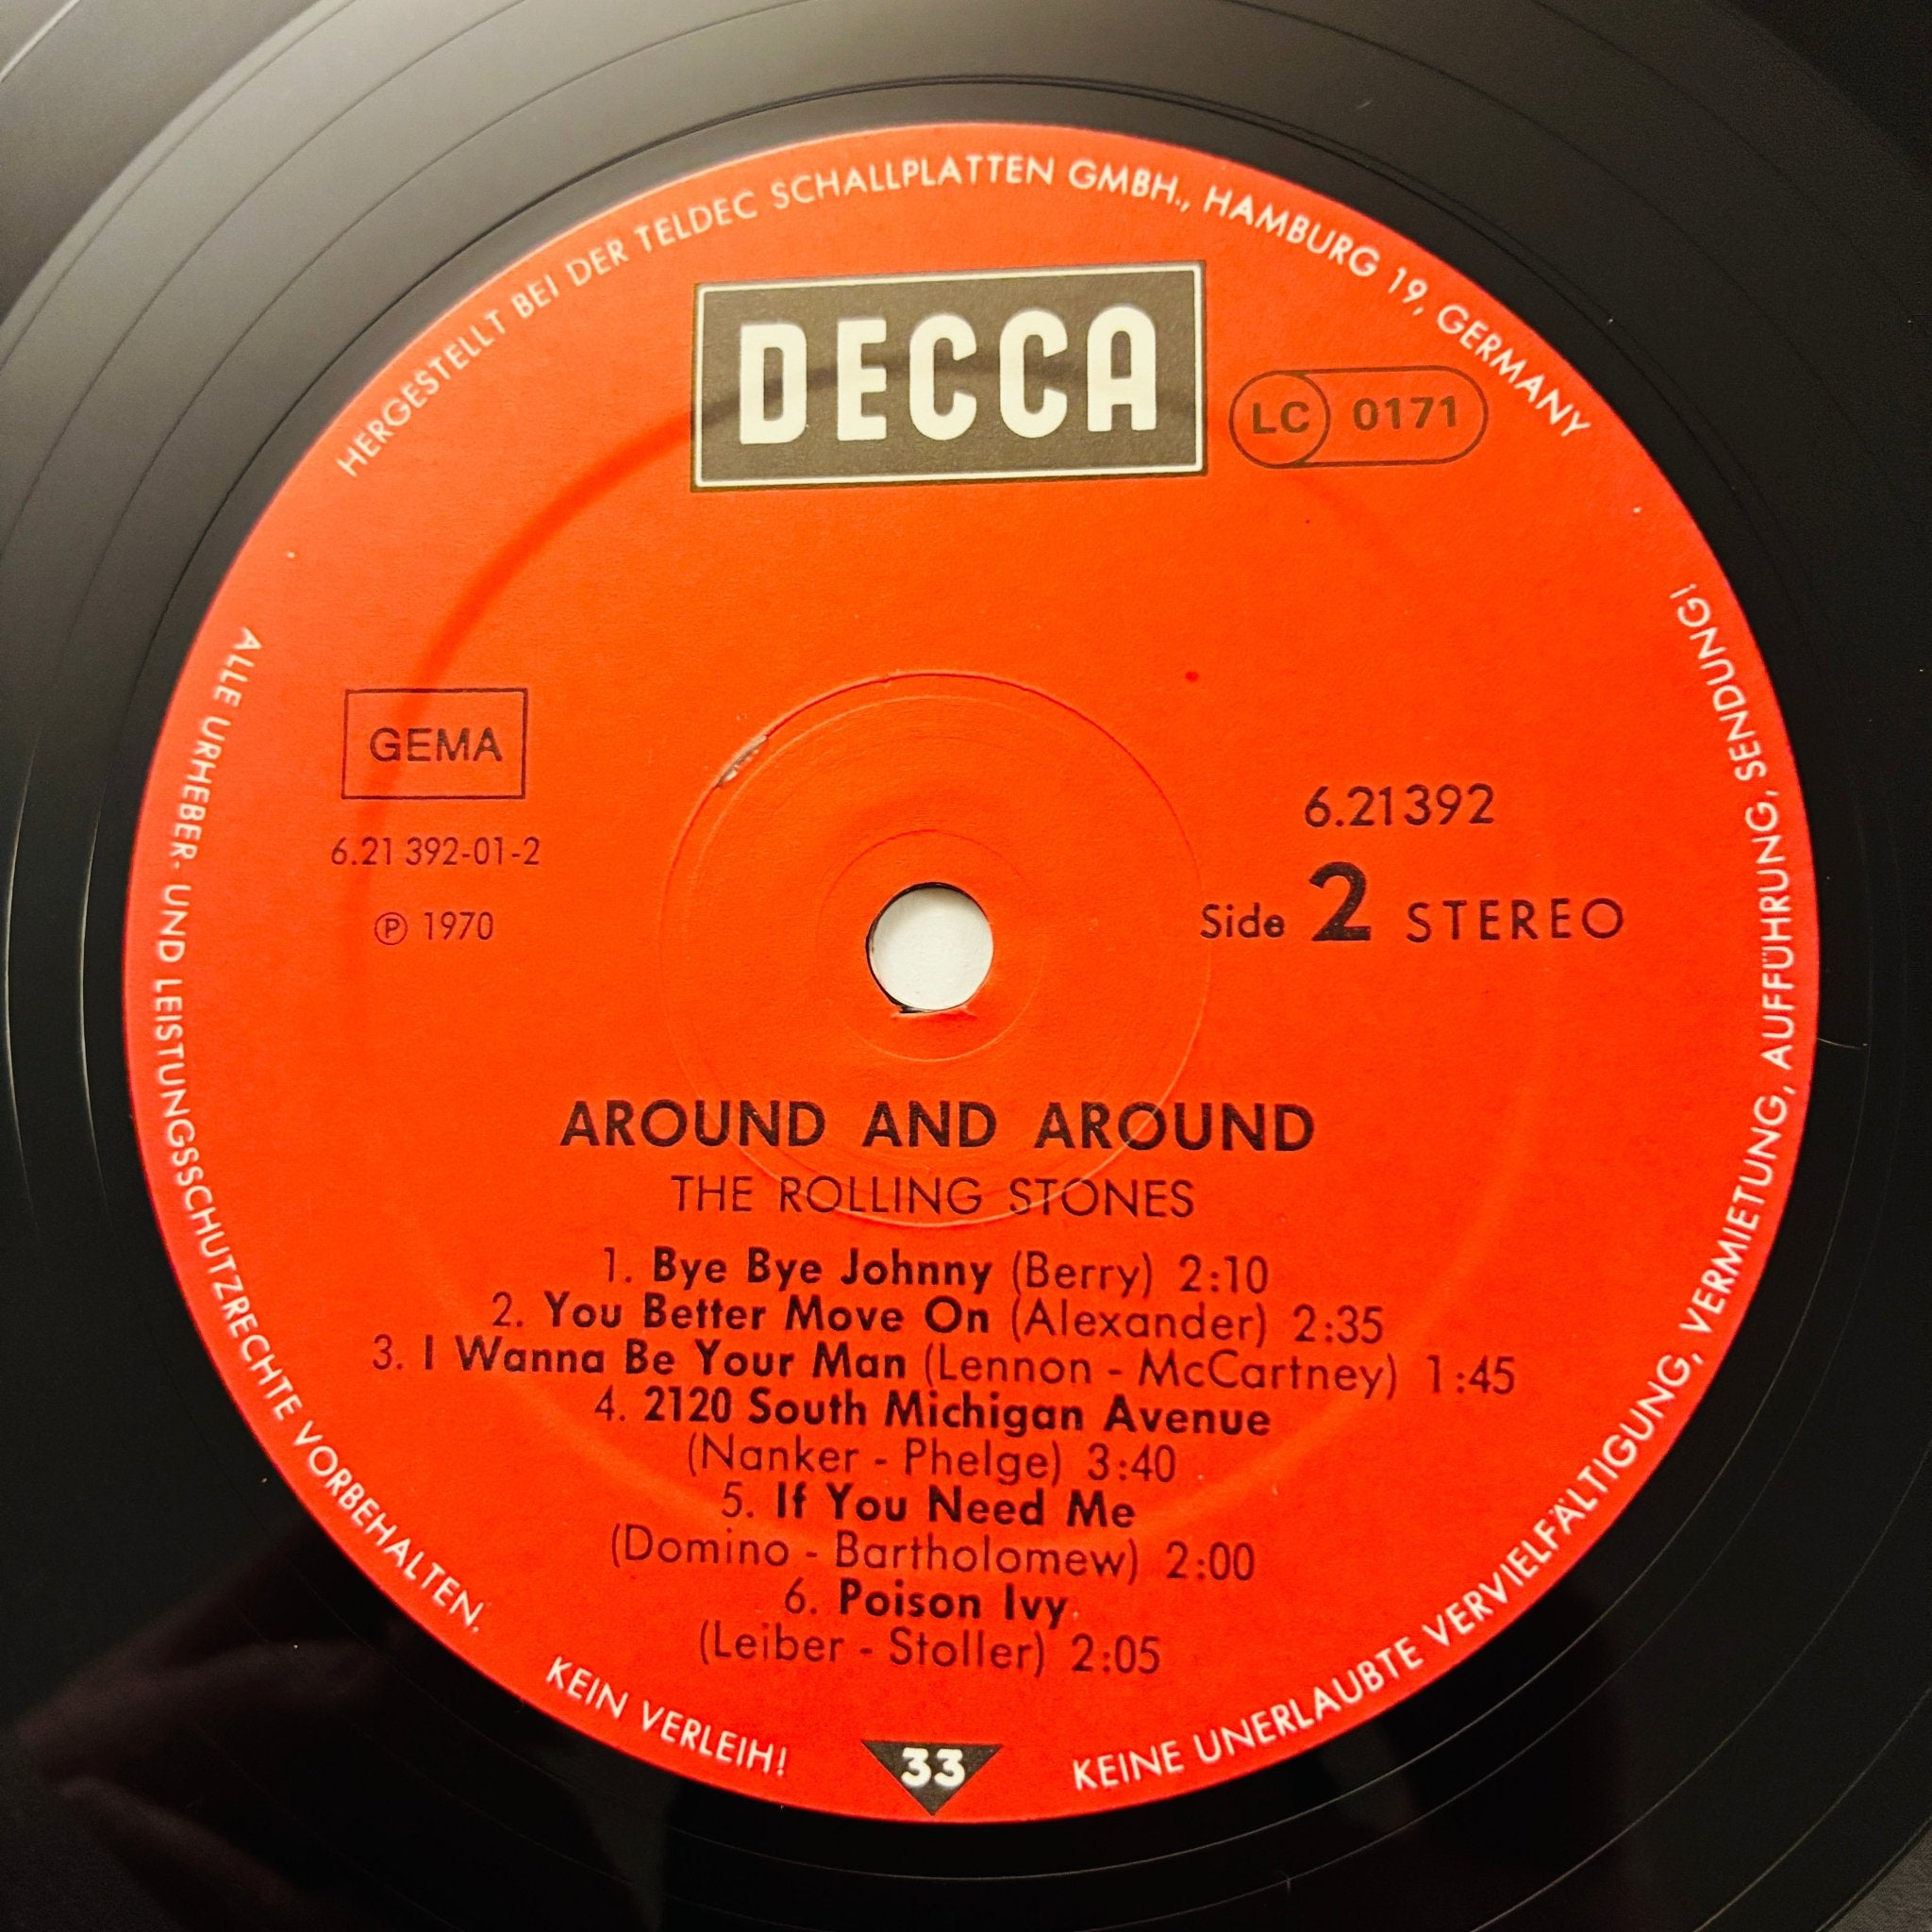 HERGESTELLT BEI DER TELDEC SCHALLPLATTEN GMBH., HAMBURG 19, GERMANY
DECCA
LC 0171
GEMA
6.21 392-01-2
℗ 1970
6.21392
Side 2 STEREO
AROUND AND AROUND
THE ROLLING STONES
1. Bye Bye Johnny (Berry) 2:10
2. You Better Move On (Alexander) 2:35
3. I Wanna Be Your Man (Lennon - McCartney) 1:45
4. 2120 South Michigan Avenue
(Nanker - Phelge) 3:40
5. If You Need Me
(Domino - Bartholomew) 2:00
6. Poison Ivy
(Leiber - Stoller) 2:05
ALLE URHEBER- UND LEISTUNGSSCHUTZRECHTE VORBEHALTEN.
KEIN VERLEIH!
33
KEINE UNERLAUBTE VERVIELFÄLTIGUNG, VERMIETUNG, AUFFÜHRUNG, SENDUNG!